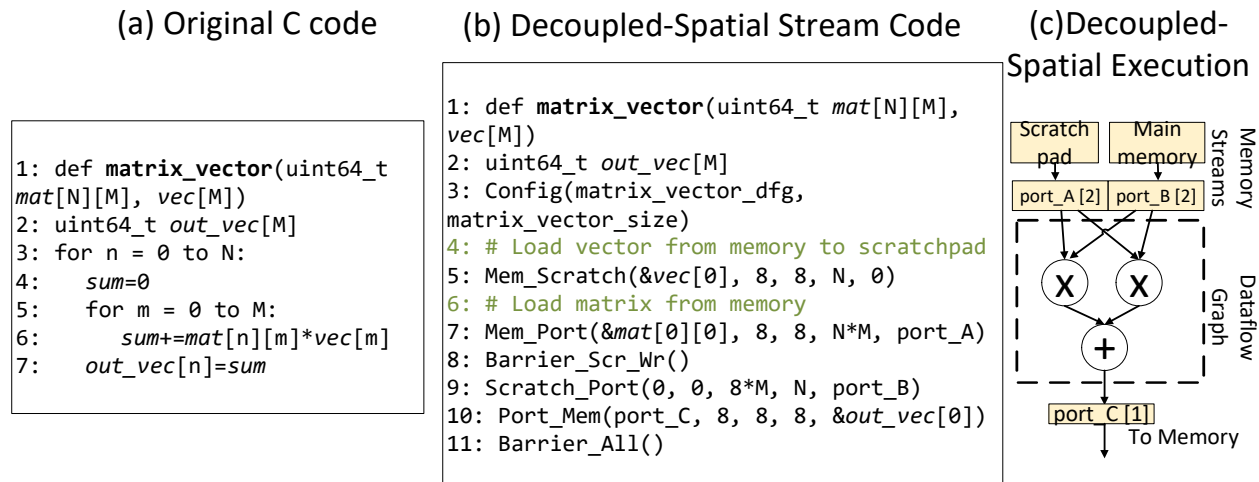 (a) Original C code
1: def matrix_vector(uint64_t
mat[N][M], vec[M])
2: uint64_t out_vec[M]
3: for n = 0 to N:
4:   sum=0
5:   for m = 0 to M:
6:      sum+=mat[n][m]*vec[m]
7:   out_vec[n]=sum
(b) Decoupled-Spatial Stream Code
1: def matrix_vector(uint64_t mat[N][M],
vec[M])
2: uint64_t out_vec[M]
3: Config(matrix_vector_dfg,
matrix_vector_size)
4: # Load vector from memory to scratchpad
5: Mem_Scratch(&vec[0], 8, 8, N, 0)
6: # Load matrix from memory
7: Mem_Port(&mat[0][0], 8, 8, N*M, port_A)
8: Barrier_Scr_Wr()
9: Scratch_Port(0, 0, 8*M, N, port_B)
10: Port_Mem(port_C, 8, 8, 8, &out_vec[0])
11: Barrier_All()
(c)Decoupled-
Spatial Execution
Scratch
pad
Main
memory
Memory
Streams
port_A [2]
port_B [2]
X
X
+
Dataflow
Graph
port_C [1]
To Memory